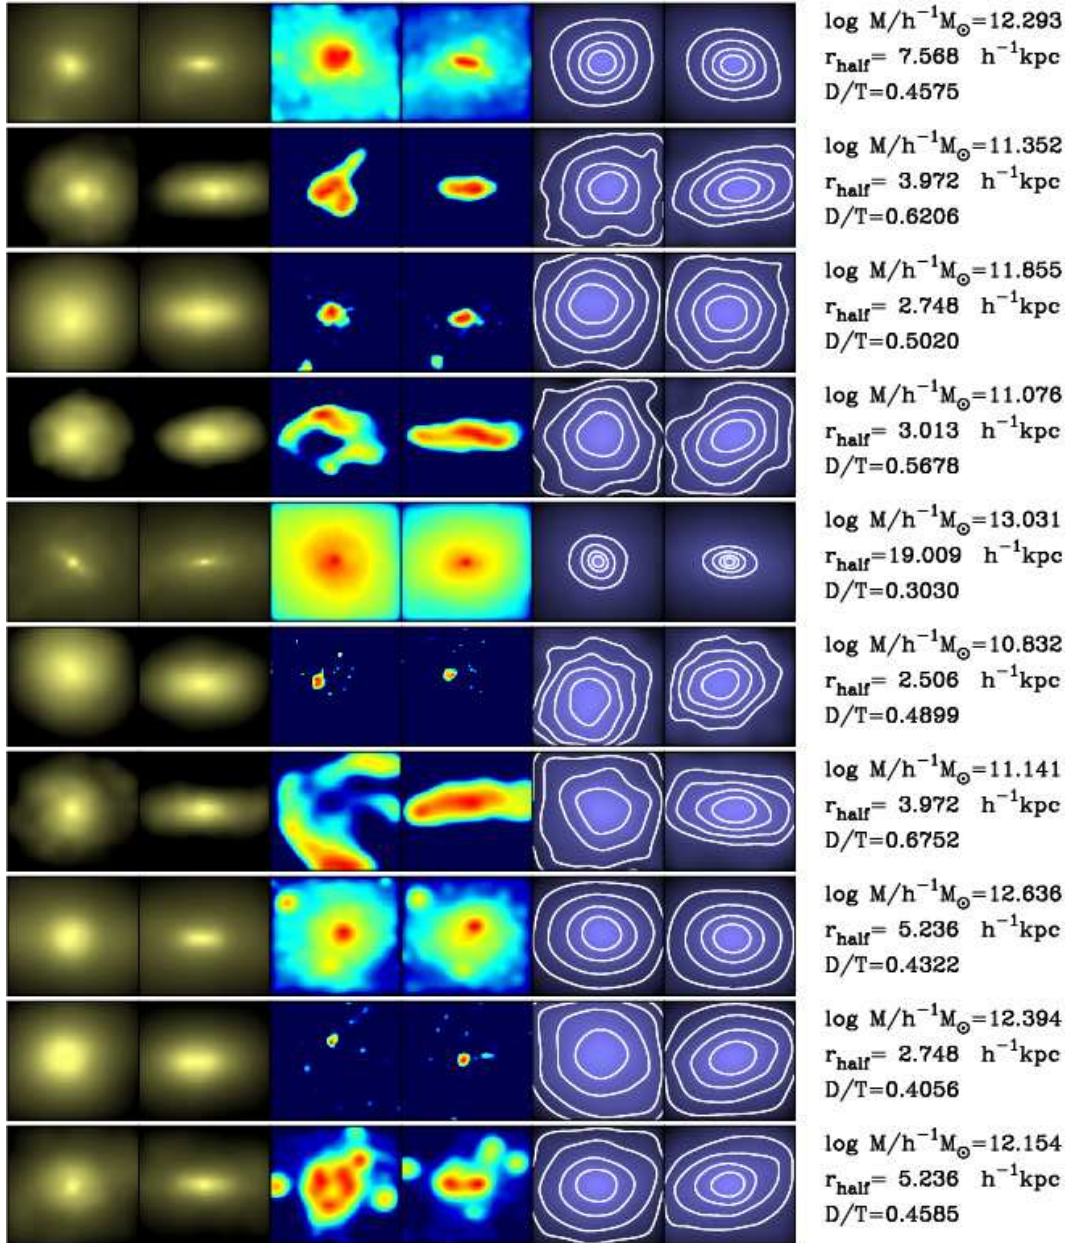 log M/h⁻¹M⊙=12.293
r_half= 7.568 h⁻¹kpc
D/T=0.4575
log M/h⁻¹M⊙=11.352
r_half= 3.972 h⁻¹kpc
D/T=0.6206
log M/h⁻¹M⊙=11.855
r_half= 2.748 h⁻¹kpc
D/T=0.5020
log M/h⁻¹M⊙=11.076
r_half= 3.013 h⁻¹kpc
D/T=0.5678
log M/h⁻¹M⊙=13.031
r_half=19.009 h⁻¹kpc
D/T=0.3030
log M/h⁻¹M⊙=10.832
r_half= 2.506 h⁻¹kpc
D/T=0.4899
log M/h⁻¹M⊙=11.141
r_half= 3.972 h⁻¹kpc
D/T=0.6752
log M/h⁻¹M⊙=12.636
r_half= 5.236 h⁻¹kpc
D/T=0.4322
log M/h⁻¹M⊙=12.394
r_half= 2.748 h⁻¹kpc
D/T=0.4056
log M/h⁻¹M⊙=12.154
r_half= 5.236 h⁻¹kpc
D/T=0.4585